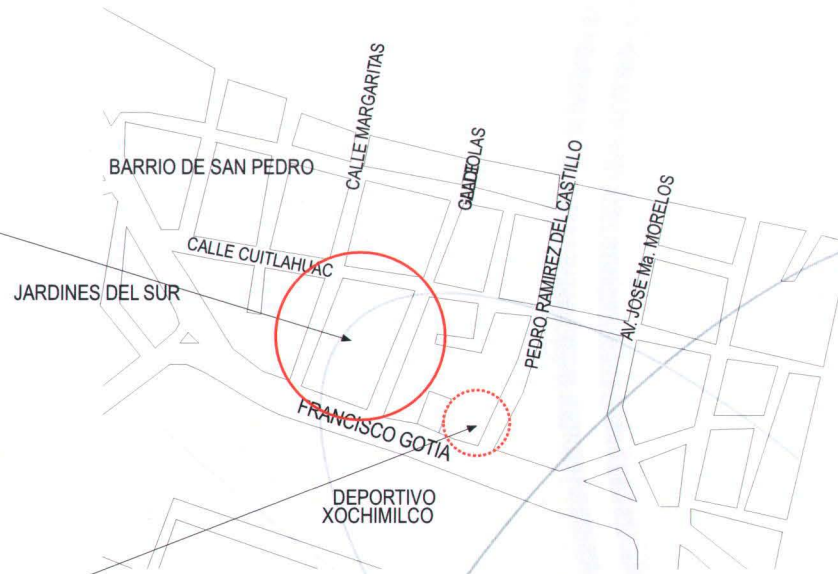 CALLE MARGARITAS
GLADIOLAS
PEDRO RAMIREZ DEL CASTILLO
AV. JOSE Ma. MORELOS
BARRIO DE SAN PEDRO
CALLE CUITLAHUAC
JARDINES DEL SUR
FRANCISCO GOTIA
DEPORTIVO
XOCHIMILCO